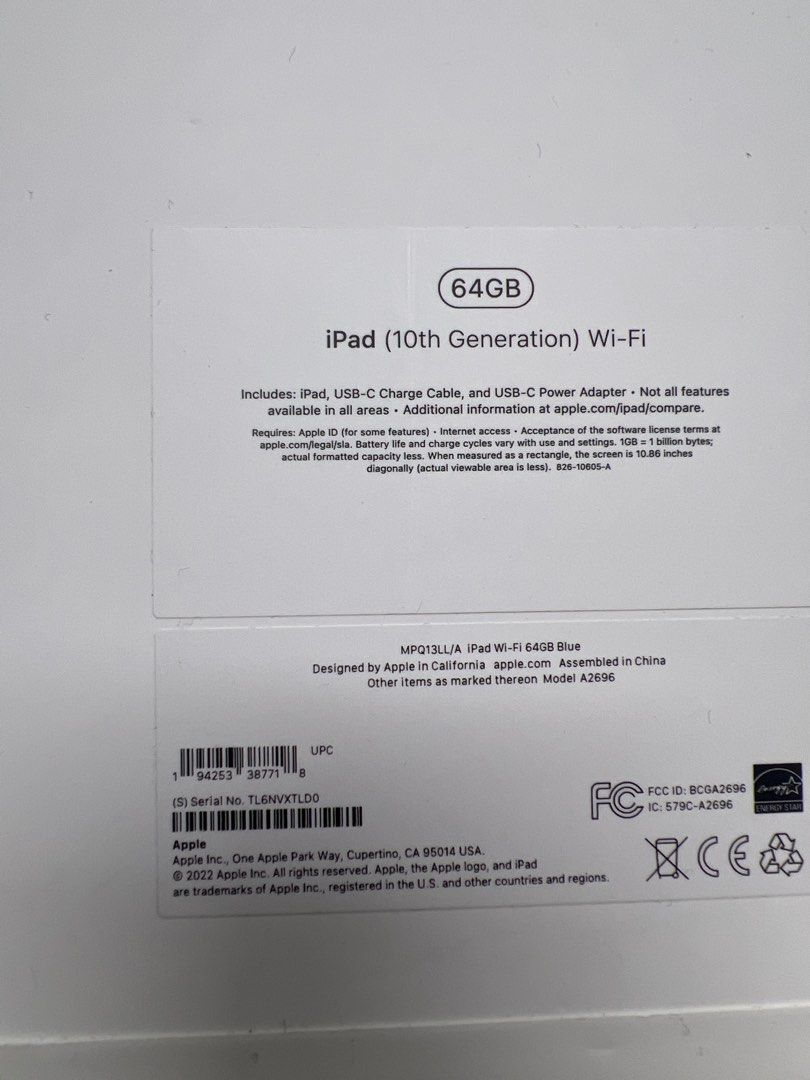 64GB
iPad (10th Generation) Wi-Fi
Includes: iPad, USB-C Charge Cable, and USB-C Power Adapter • Not all features
available in all areas • Additional information at apple.com/ipad/compare.
Requires: Apple ID (for some features) • Internet access • Acceptance of the software license terms at
apple.com/legal/sla. Battery life and charge cycles vary with use and settings. 1GB = 1 billion bytes;
actual formatted capacity less. When measured as a rectangle, the screen is 10.86 inches
diagonally (actual viewable area is less). 826-10605-A
MPQ13LL/A iPad Wi-Fi 64GB Blue
Designed by Apple in California apple.com Assembled in China
Other items as marked thereon Model A2696
UPC
1 94253 38771 8
(S) Serial No. TL6NVXTLD0
FCC ID: BCGA2696
IC: 579C-A2696
energy
ENERGY STAR
Apple
Apple Inc., One Apple Park Way, Cupertino, CA 95014 USA.
© 2022 Apple Inc. All rights reserved. Apple, the Apple logo, and iPad
are trademarks of Apple Inc., registered in the U.S. and other countries and regions.